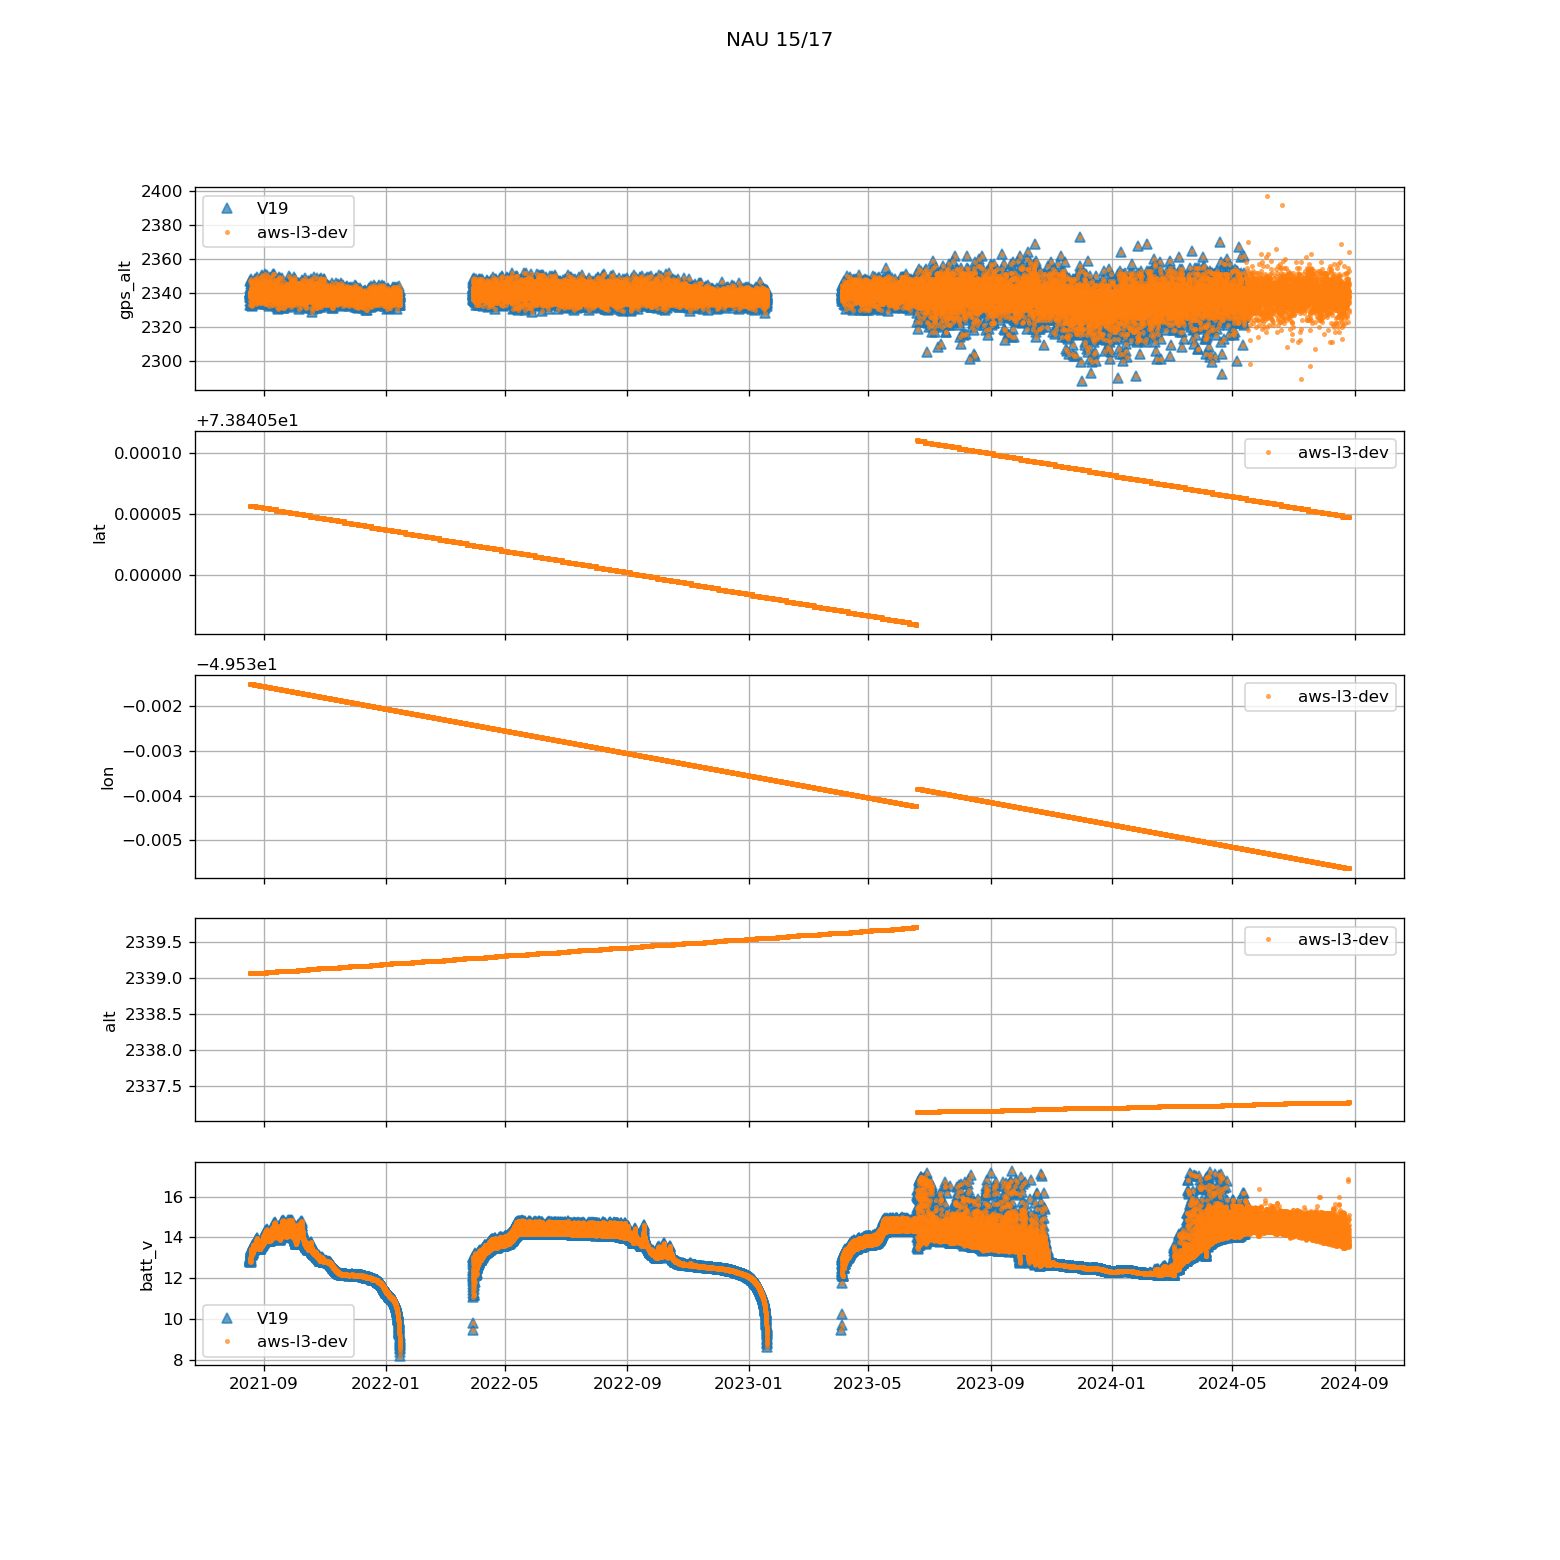 NAU 15/17
2400
2380
2360
2340
2320
2300
gps_alt
V19
aws-l3-dev
+7.38405e1
0.00010
0.00005
0.00000
lat
aws-l3-dev
−4.953e1
−0.002
−0.003
−0.004
−0.005
lon
aws-l3-dev
2339.5
2339.0
2338.5
2338.0
2337.5
alt
aws-l3-dev
16
14
12
10
8
batt_v
V19
aws-l3-dev
2021-09 2022-01 2022-05 2022-09 2023-01 2023-05 2023-09 2024-01 2024-05 2024-09